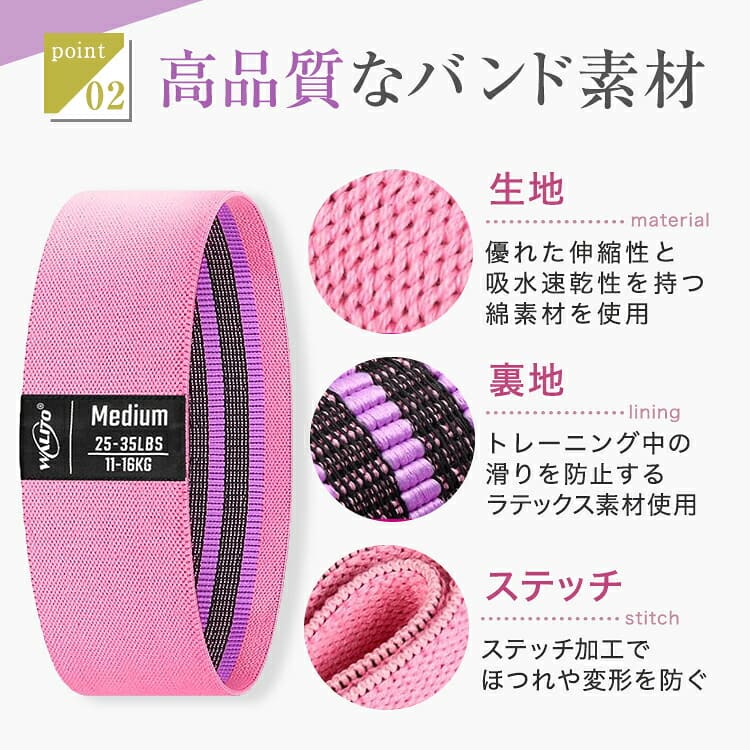 point
02
高品質なバンド素材
生地
material
優れた伸縮性と
吸水速乾性を持つ
綿素材を使用
WALITO®
Medium
25-35LBS
11-16KG
裏地
lining
トレーニング中の
滑りを防止する
ラテックス素材使用
ステッチ
stitch
ステッチ加工で
ほつれや変形を防ぐ